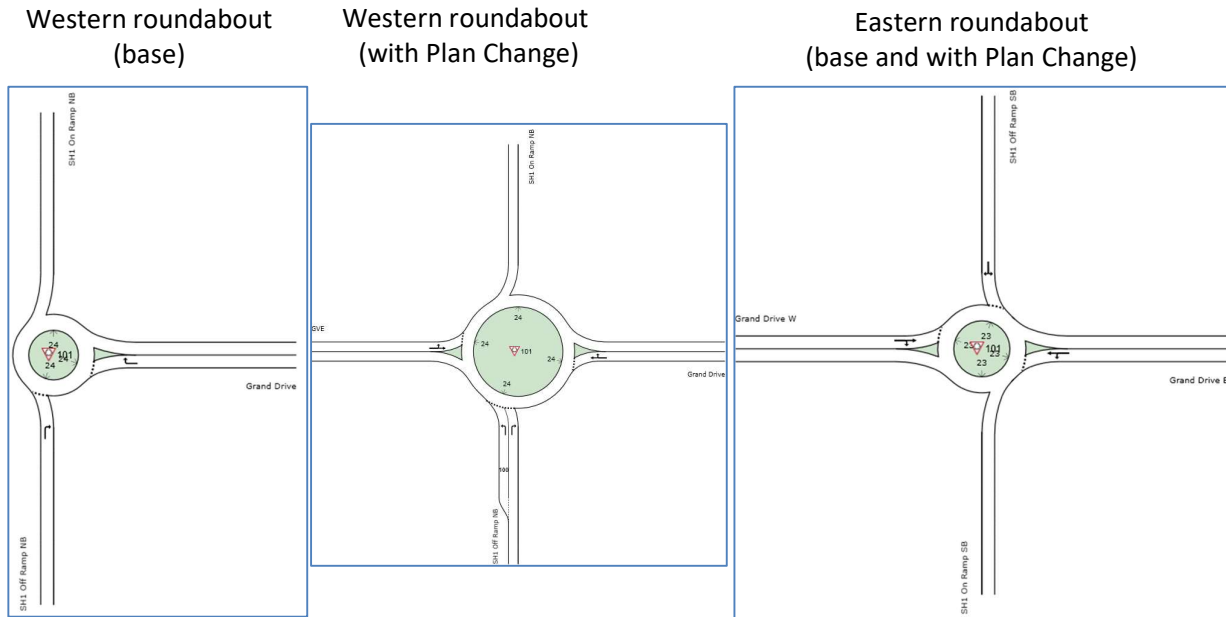 Western roundabout
(base)
Western roundabout
(with Plan Change)
Eastern roundabout
(base and with Plan Change)
SH1 On Ramp NB
24
101
24
24
Grand Drive
SH1 Off Ramp NB
SH1 On Ramp NB
GVE
24
24
101
24
24
Grand Drive
100
SH1 Off Ramp NB
SH1 Off Ramp SB
Grand Drive W
23
23
101
23
23
Grand Drive E
SH1 On Ramp SB